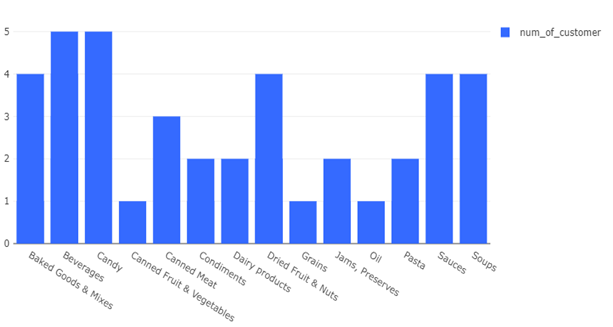 num_of_customer
5
4
3
2
1
0
Baked Goods & Mixes
Beverages
Candy
Canned Fruit & Vegetables
Canned Meat
Condiments
Dairy products
Dried Fruit & Nuts
Grains
Jams, Preserves
Oil
Pasta
Sauces
Soups